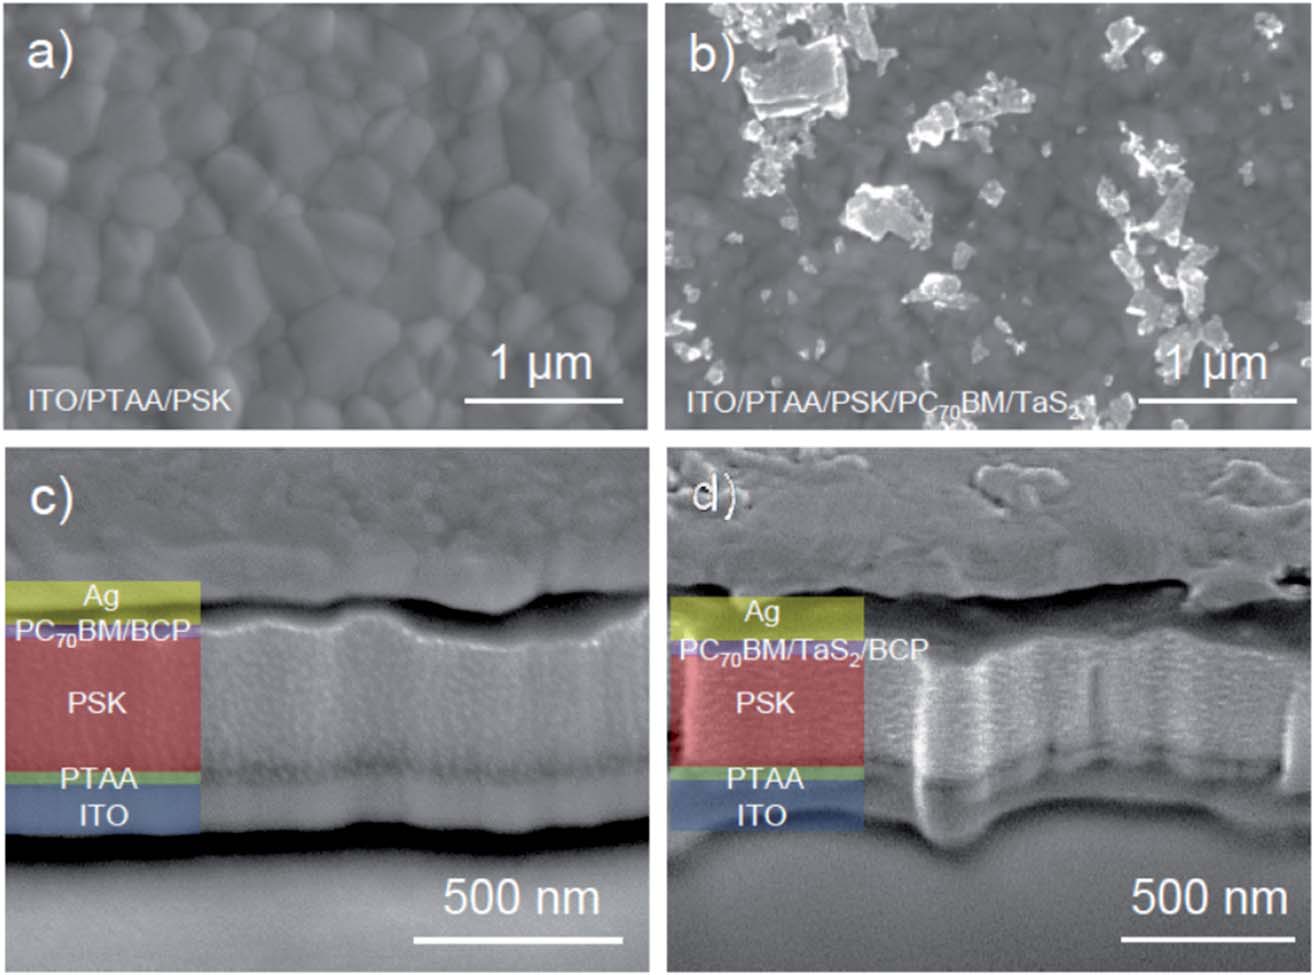 a)
1 µm
ITO/PTAA/PSK
b)
1 µm
ITO/PTAA/PSK/PC70BM/TaS2
c)
Ag
PC70BM/BCP
PSK
PTAA
ITO
500 nm
d)
Ag
PC70BM/TaS2/BCP
PSK
PTAA
ITO
500 nm